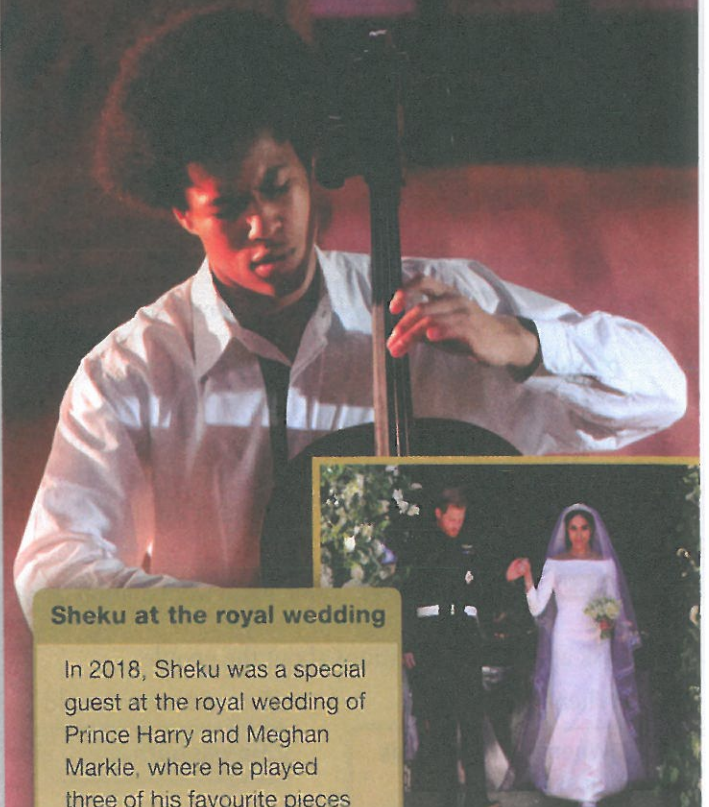 Sheku at the royal wedding
In 2018, Sheku was a special
guest at the royal wedding of
Prince Harry and Meghan
Markle, where he played
three of his favourite pieces